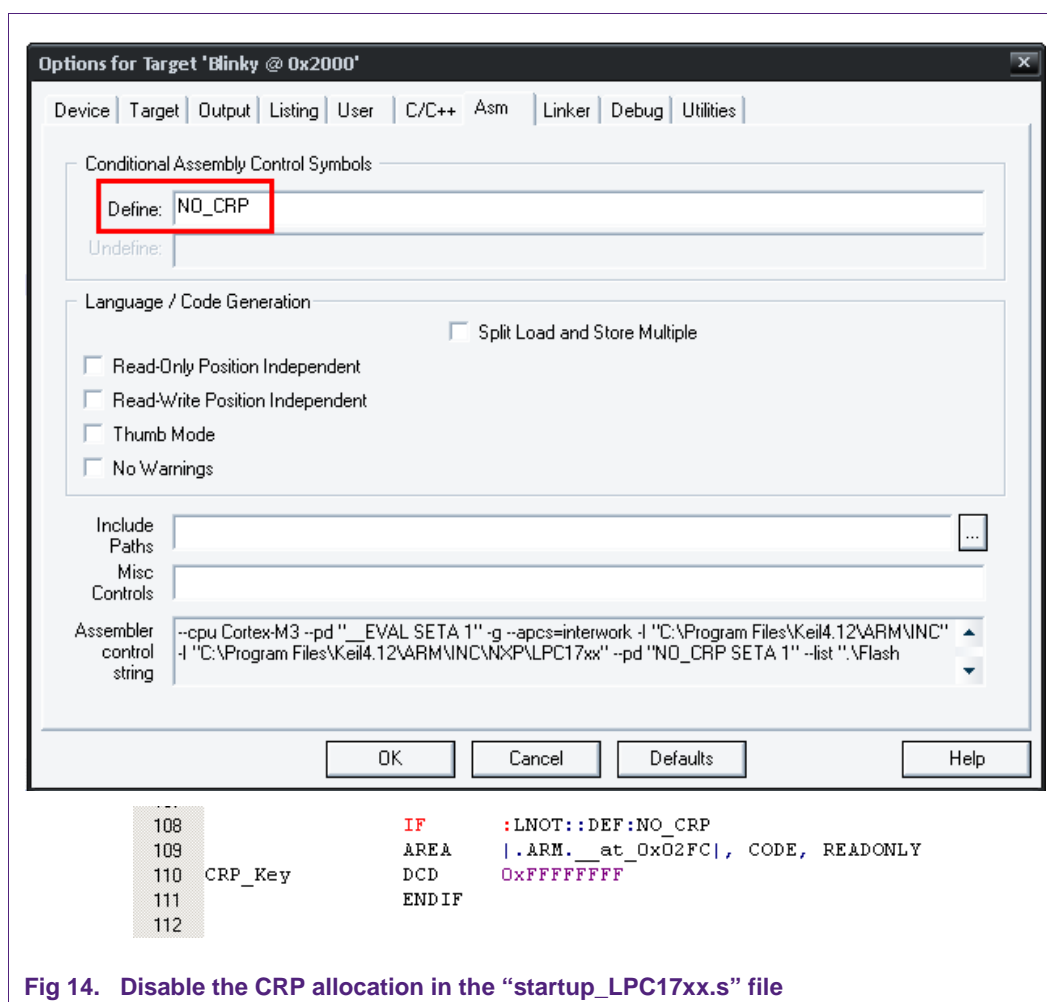 Options for Target 'Blinky @ 0x2000'
Device Target Output Listing User C/C++ Asm Linker Debug Utilities
Conditional Assembly Control Symbols
Define: NO_CRP
Undefine:
Language / Code Generation
Split Load and Store Multiple
Read-Only Position Independent
Read-Write Position Independent
Thumb Mode
No Warnings
Include
Paths
...
Misc
Controls
Assembler
control
string
--cpu Cortex-M3 --pd "__EVAL SETA 1" -g --apcs=interwork -I "C:\Program Files\Keil4.12\ARM\INC"
-I "C:\Program Files\Keil4.12\ARM\INC\NXP\LPC17xx" --pd "NO_CRP SETA 1" --list ".\Flash
OK Cancel Defaults Help
108 IF :LNOT::DEF:NO_CRP
109 AREA |.ARM.__at_0x02FC|, CODE, READONLY
110 CRP_Key DCD 0xFFFFFFFF
111 ENDIF
112
Fig 14. Disable the CRP allocation in the “startup_LPC17xx.s” file